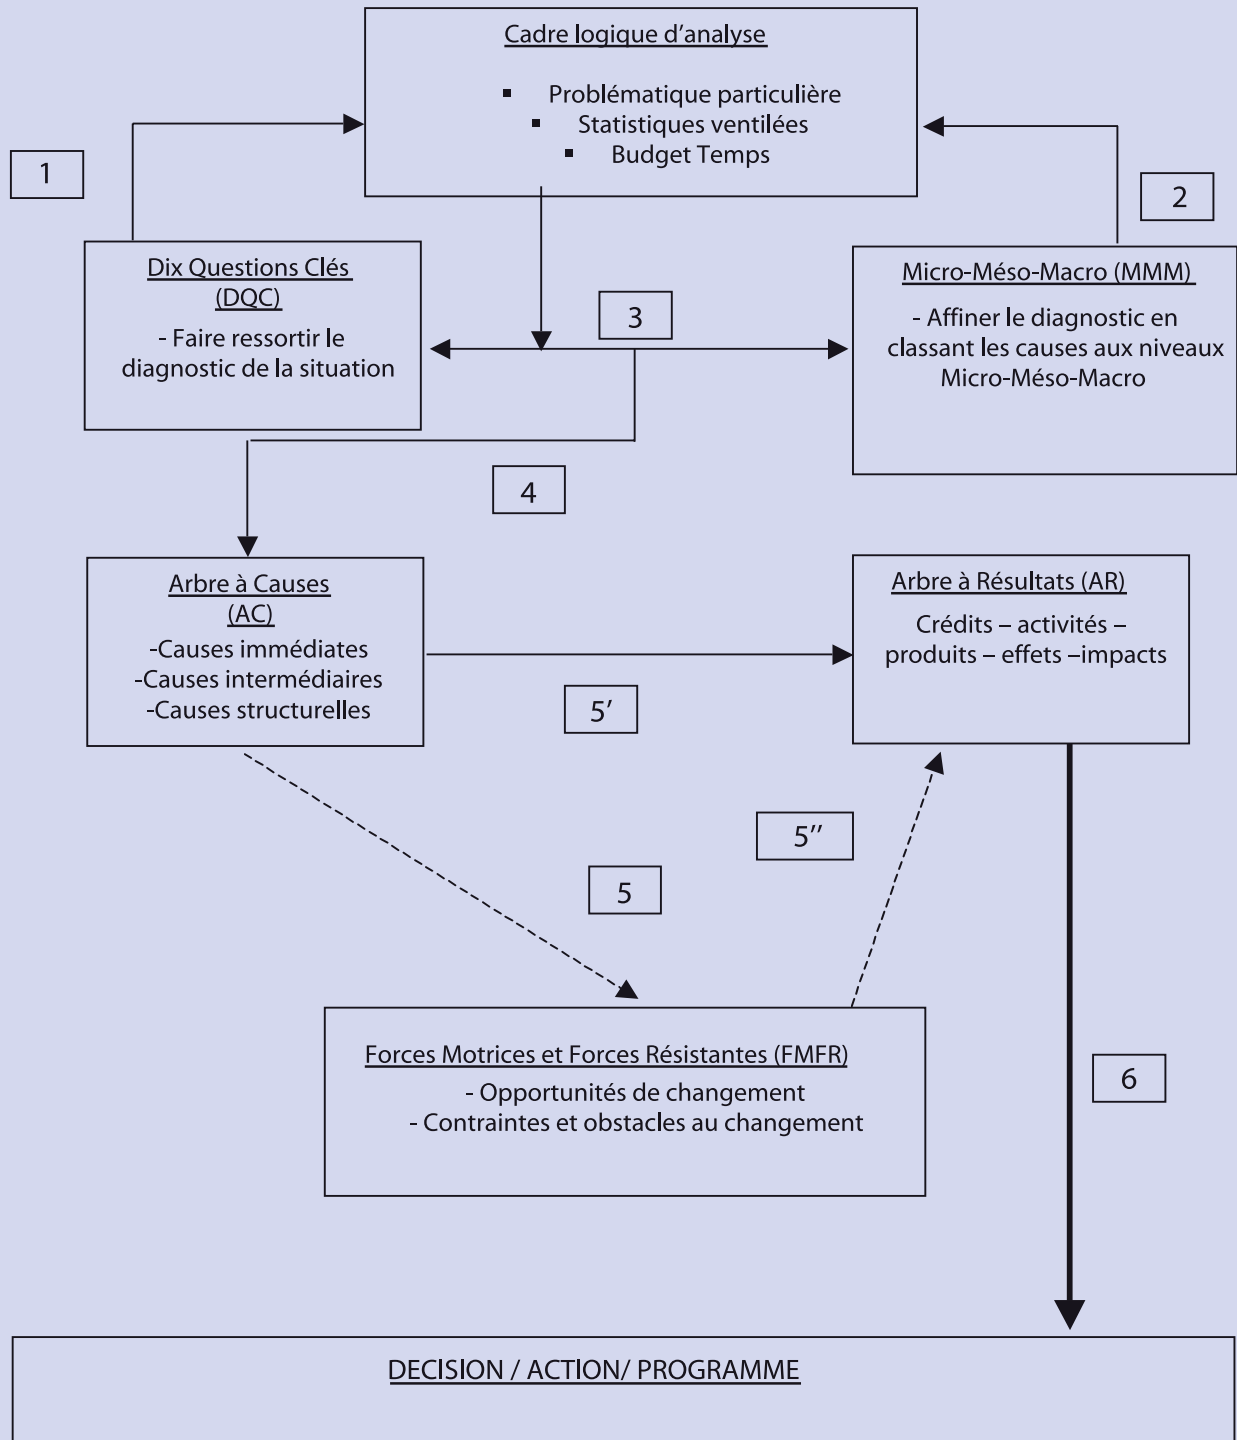 Cadre logique d'analyse
▪ Problématique particulière
▪ Statistiques ventilées
▪ Budget Temps
1
2
Dix Questions Clés
(DQC)
- Faire ressortir le
diagnostic de la situation
3
Micro-Méso-Macro (MMM)
- Affiner le diagnostic en
classant les causes aux niveaux
Micro-Méso-Macro
4
Arbre à Causes
(AC)
-Causes immédiates
-Causes intermédiaires
-Causes structurelles
5'
Arbre à Résultats (AR)
Crédits – activités –
produits – effets –impacts
5''
5
Forces Motrices et Forces Résistantes (FMFR)
- Opportunités de changement
- Contraintes et obstacles au changement
6
DECISION / ACTION/ PROGRAMME